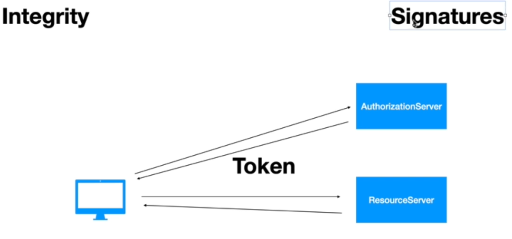 Integrity
Signatures
AuthorizationServer
Token
ResourceServer